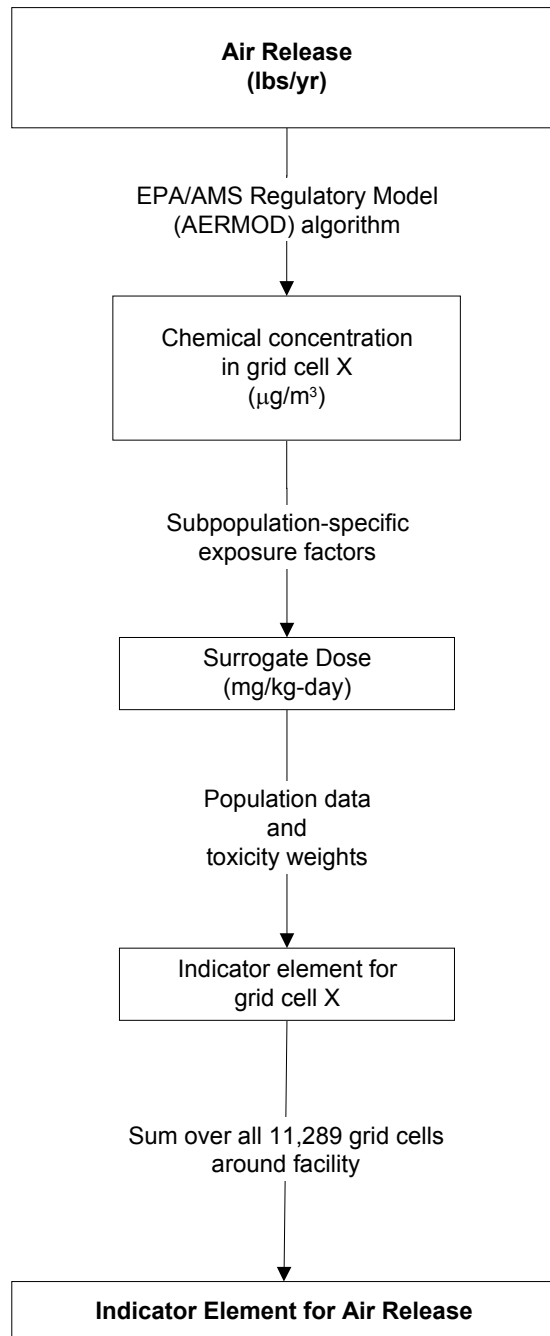 Air Release
(lbs/yr)
EPA/AMS Regulatory Model
(AERMOD) algorithm
Chemical concentration
in grid cell X
(μg/m³)
Subpopulation-specific
exposure factors
Surrogate Dose
(mg/kg-day)
Population data
and
toxicity weights
Indicator element for
grid cell X
Sum over all 11,289 grid cells
around facility
Indicator Element for Air Release